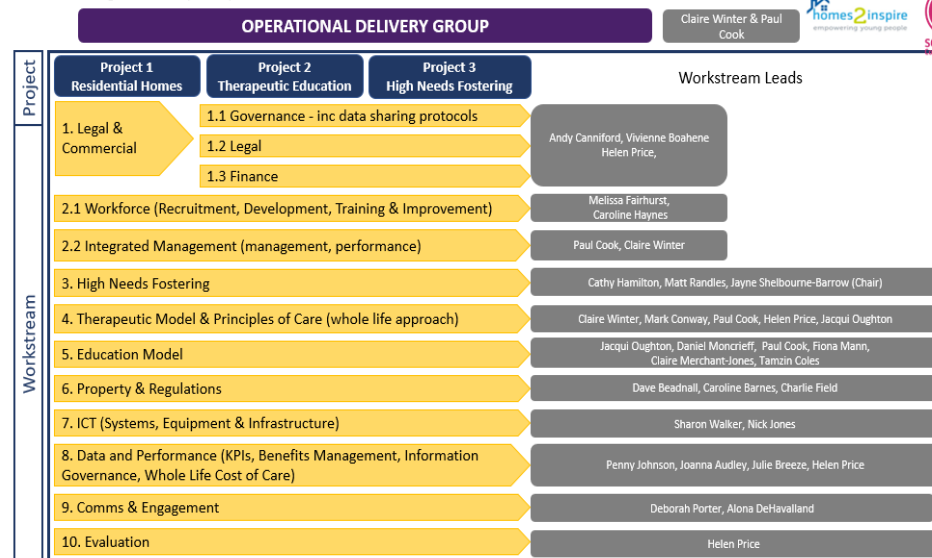 OPERATIONAL DELIVERY GROUP
Claire Winter & Paul
Cook
homes2inspire
empowering young people
Project
Project 1
Residential Homes
Project 2
Therapeutic Education
Project 3
High Needs Fostering
Workstream Leads
Workstream
1. Legal &
Commercial
1.1 Governance - inc data sharing protocols
1.2 Legal
1.3 Finance
Andy Canniford, Vivienne Boahene
Helen Price,
2.1 Workforce (Recruitment, Development, Training & Improvement)
Melissa Fairhurst,
Caroline Haynes
2.2 Integrated Management (management, performance)
Paul Cook, Claire Winter
3. High Needs Fostering
Cathy Hamilton, Matt Randles, Jayne Shelbourne-Barrow (Chair)
4. Therapeutic Model & Principles of Care (whole life approach)
Claire Winter, Mark Conway, Paul Cook, Helen Price, Jacqui Oughton
5. Education Model
Jacqui Oughton, Daniel Moncrieff, Paul Cook, Fiona Mann,
Claire Merchant-Jones, Tamzin Coles
6. Property & Regulations
Dave Beadnall, Caroline Barnes, Charlie Field
7. ICT (Systems, Equipment & Infrastructure)
Sharon Walker, Nick Jones
8. Data and Performance (KPIs, Benefits Management, Information
Governance, Whole Life Cost of Care)
Penny Johnson, Joanna Audley, Julie Breeze, Helen Price
9. Comms & Engagement
Deborah Porter, Alona DeHavalland
10. Evaluation
Helen Price